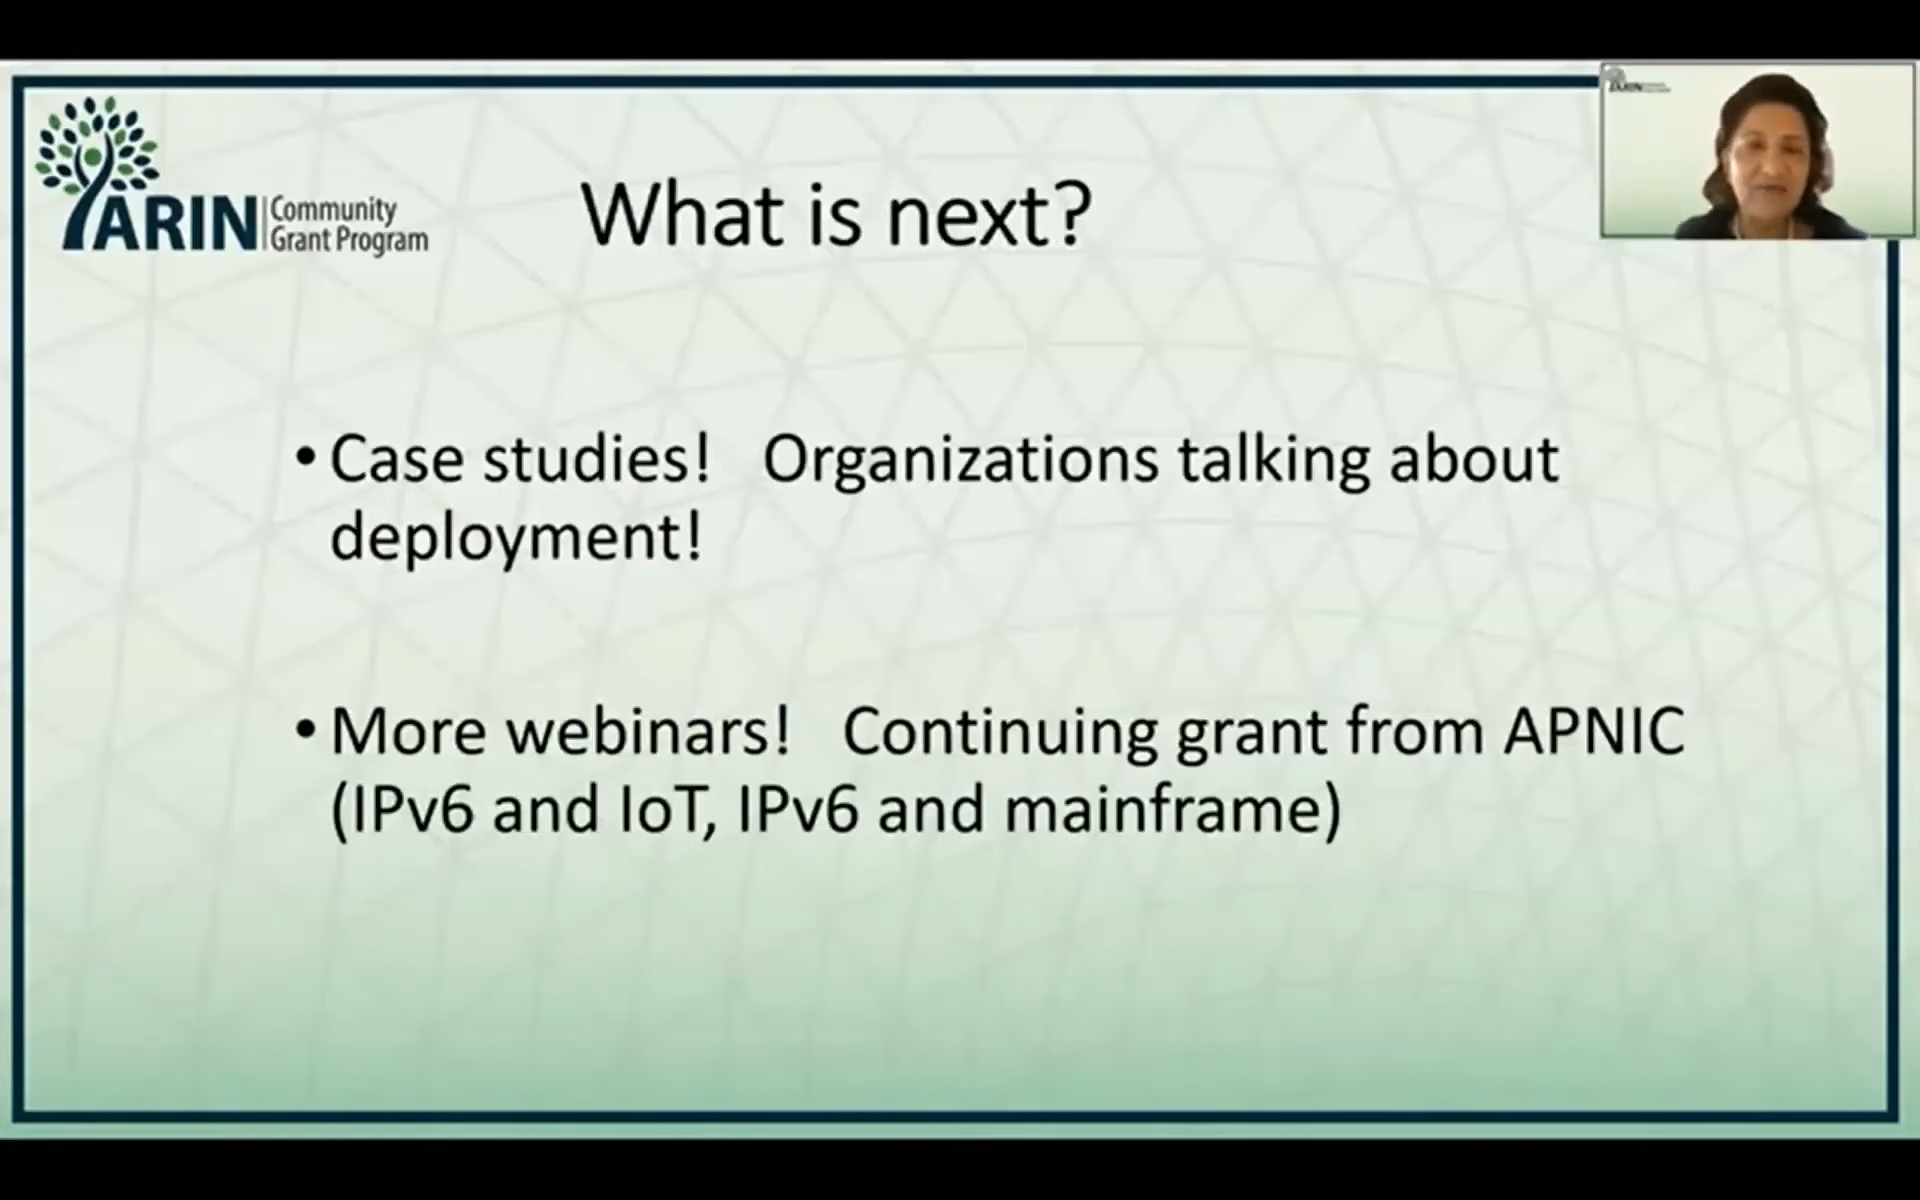 ARIN
Community
Grant Program
What is next?
• Case studies!   Organizations talking about
deployment!
• More webinars!   Continuing grant from APNIC
(IPv6 and IoT, IPv6 and mainframe)
ARIN